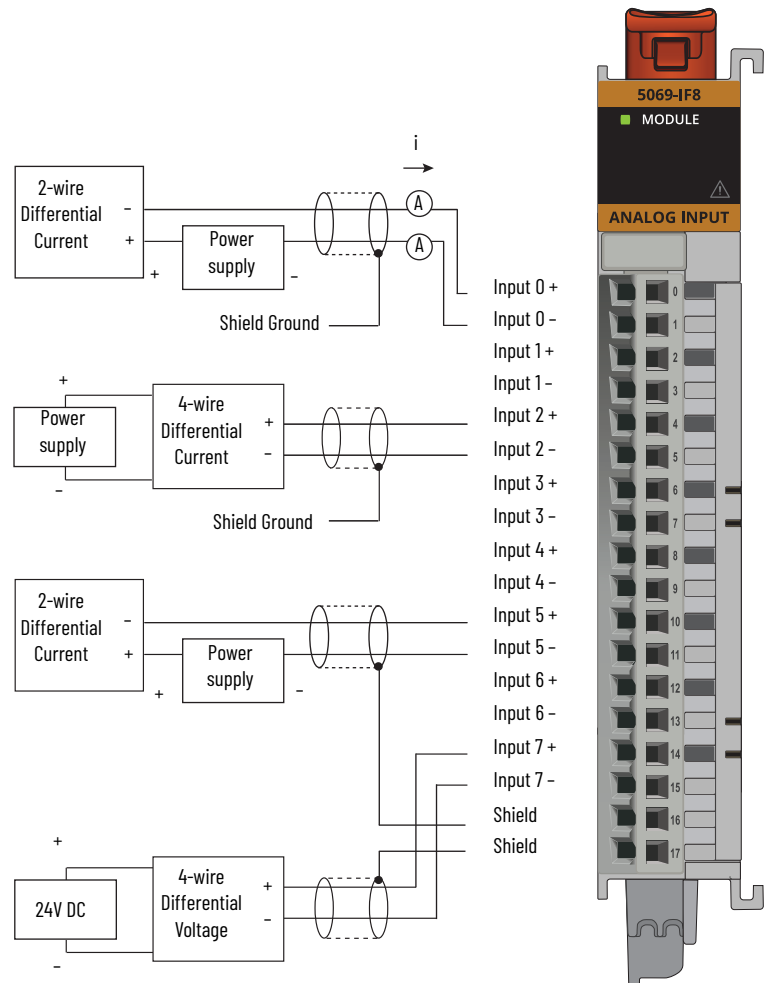 5069-IF8
MODULE
ANALOG INPUT
i
2-wire
Differential
Current
-
+
Power
supply
+
-
A
A
Shield Ground
Input 0 +
Input 0 -
Input 1 +
Input 1 -
Input 2 +
Input 2 -
Input 3 +
Input 3 -
Input 4 +
Input 4 -
Input 5 +
Input 5 -
Input 6 +
Input 6 -
Input 7 +
Input 7 -
Shield
Shield
+
Power
supply
-
4-wire
Differential
Current
+
-
Shield Ground
2-wire
Differential
Current
-
+
Power
supply
+
-
+
24V DC
-
4-wire
Differential
Voltage
+
-
0
1
2
3
4
5
6
7
8
9
10
11
12
13
14
15
16
17